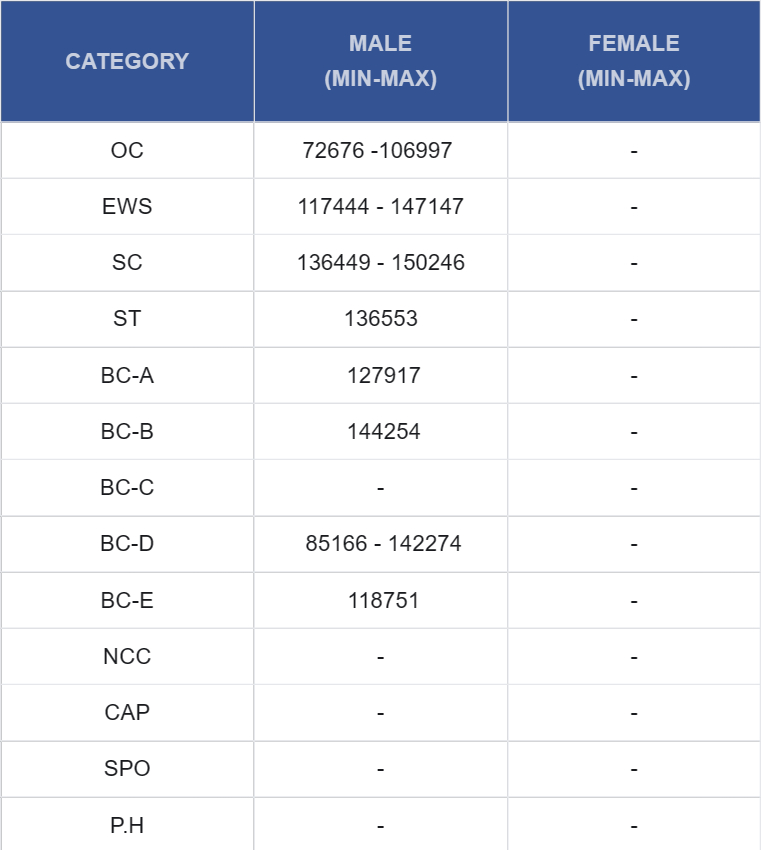 CATEGORY MALE (MIN-MAX) FEMALE (MIN-MAX)
OC 72676 -106997 -
EWS 117444 - 147147 -
SC 136449 - 150246 -
ST 136553 -
BC-A 127917 -
BC-B 144254 -
BC-C - -
BC-D 85166 - 142274 -
BC-E 118751 -
NCC - -
CAP - -
SPO - -
P.H - -